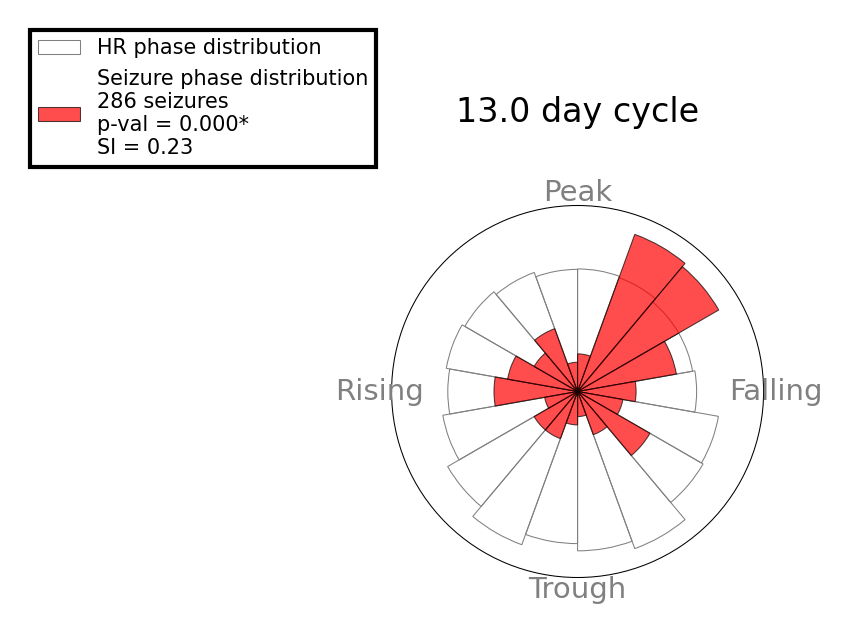 HR phase distribution
Seizure phase distribution
286 seizures
p-val = 0.000*
SI = 0.23
13.0 day cycle
Peak
Rising
Falling
Trough